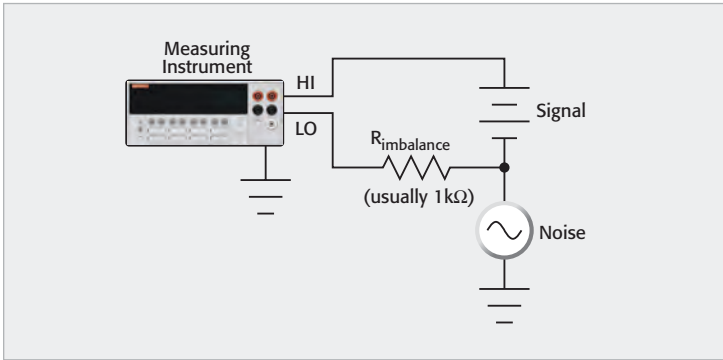 Measuring
Instrument
HI
LO
Signal
Rimbalance
(usually 1kΩ)
Noise